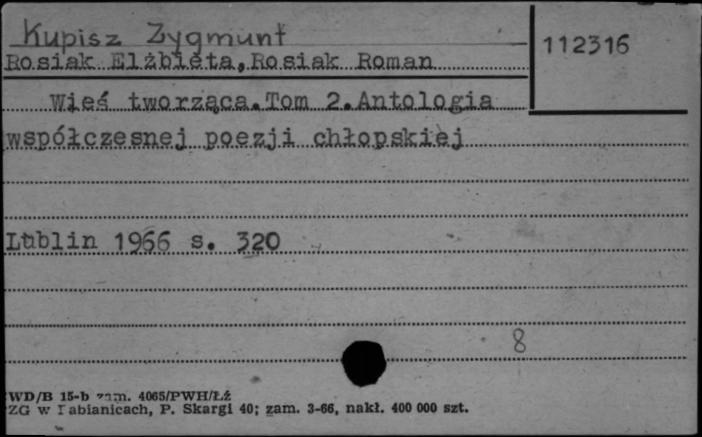 Kupisz Zygmunt
112316
Rosiak Elżbieta, Rosiak Roman
Wieś tworząca. Tom 2. Antologia
współczesnej poezji chłopskiej
Lublin 1966 s. 320
8
WD/B 15-b zam. 4065/PWH/Łź
ZG w Pabianicach, P. Skargi 40; zam. 3-66, nakł. 400 000 szt.